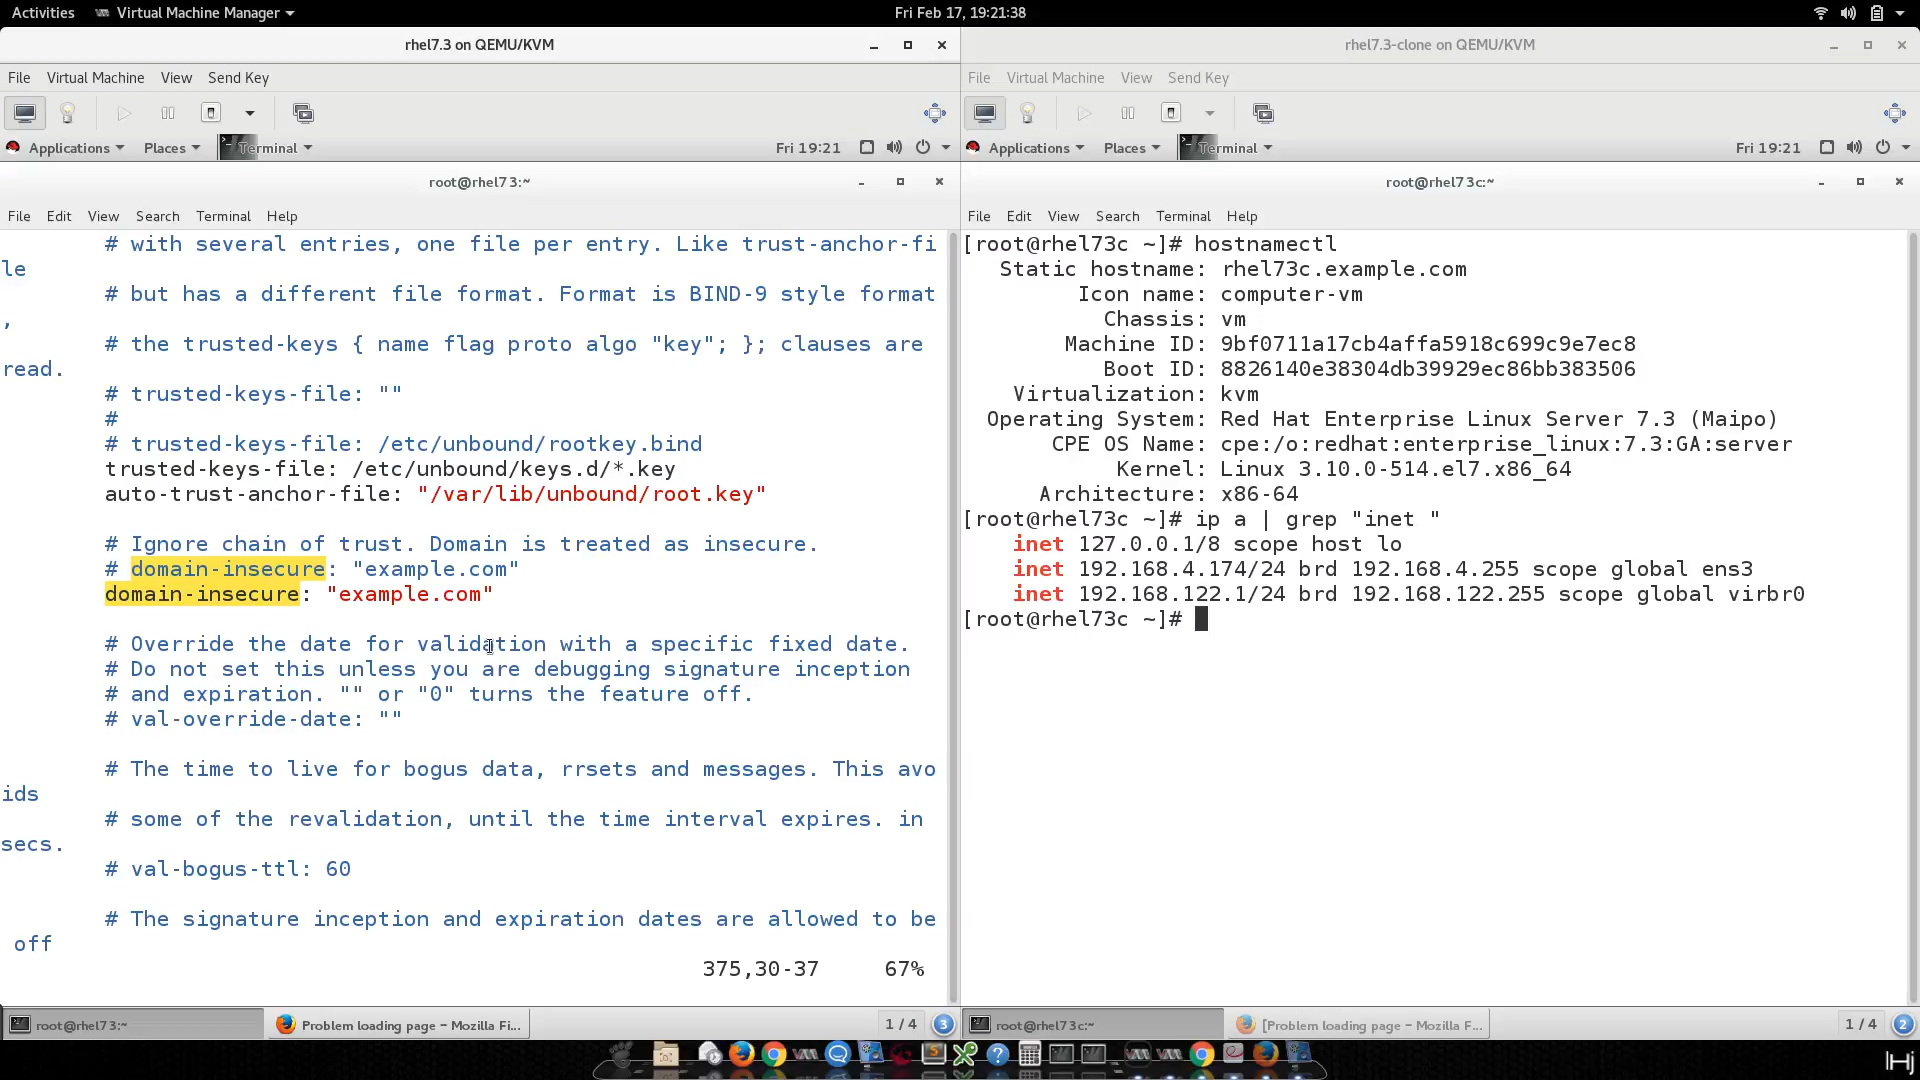 Activities
Virtual Machine Manager
Fri Feb 17, 19:21:38
rhel7.3 on QEMU/KVM
File Virtual Machine View Send Key
Applications Places Terminal Fri 19:21
root@rhel73:~
File Edit View Search Terminal Help
# with several entries, one file per entry. Like trust-anchor-fi
le
# but has a different file format. Format is BIND-9 style format
,
# the trusted-keys { name flag proto algo "key"; }; clauses are
read.
# trusted-keys-file: ""
#
# trusted-keys-file: /etc/unbound/rootkey.bind
trusted-keys-file: /etc/unbound/keys.d/*.key
auto-trust-anchor-file: "/var/lib/unbound/root.key"
# Ignore chain of trust. Domain is treated as insecure.
# domain-insecure: "example.com"
domain-insecure: "example.com"
# Override the date for validation with a specific fixed date.
# Do not set this unless you are debugging signature inception
# and expiration. "" or "0" turns the feature off.
# val-override-date: ""
# The time to live for bogus data, rrsets and messages. This avo
ids
# some of the revalidation, until the time interval expires. in
secs.
# val-bogus-ttl: 60
# The signature inception and expiration dates are allowed to be
off
375,30-37 67%
root@rhel73:~
Problem loading page - Mozilla Fi...
1 / 4
3
rhel7.3-clone on QEMU/KVM
File Virtual Machine View Send Key
Applications Places Terminal Fri 19:21
root@rhel73c:~
File Edit View Search Terminal Help
[root@rhel73c ~]# hostnamectl
Static hostname: rhel73c.example.com
Icon name: computer-vm
Chassis: vm
Machine ID: 9bf0711a17cb4affa5918c699c9e7ec8
Boot ID: 8826140e38304db39929ec86bb383506
Virtualization: kvm
Operating System: Red Hat Enterprise Linux Server 7.3 (Maipo)
CPE OS Name: cpe:/o:redhat:enterprise_linux:7.3:GA:server
Kernel: Linux 3.10.0-514.el7.x86_64
Architecture: x86-64
[root@rhel73c ~]# ip a | grep "inet "
inet 127.0.0.1/8 scope host lo
inet 192.168.4.174/24 brd 192.168.4.255 scope global ens3
inet 192.168.122.1/24 brd 192.168.122.255 scope global virbr0
[root@rhel73c ~]#
root@rhel73c:~
[Problem loading page - Mozilla F...
1 / 4
2